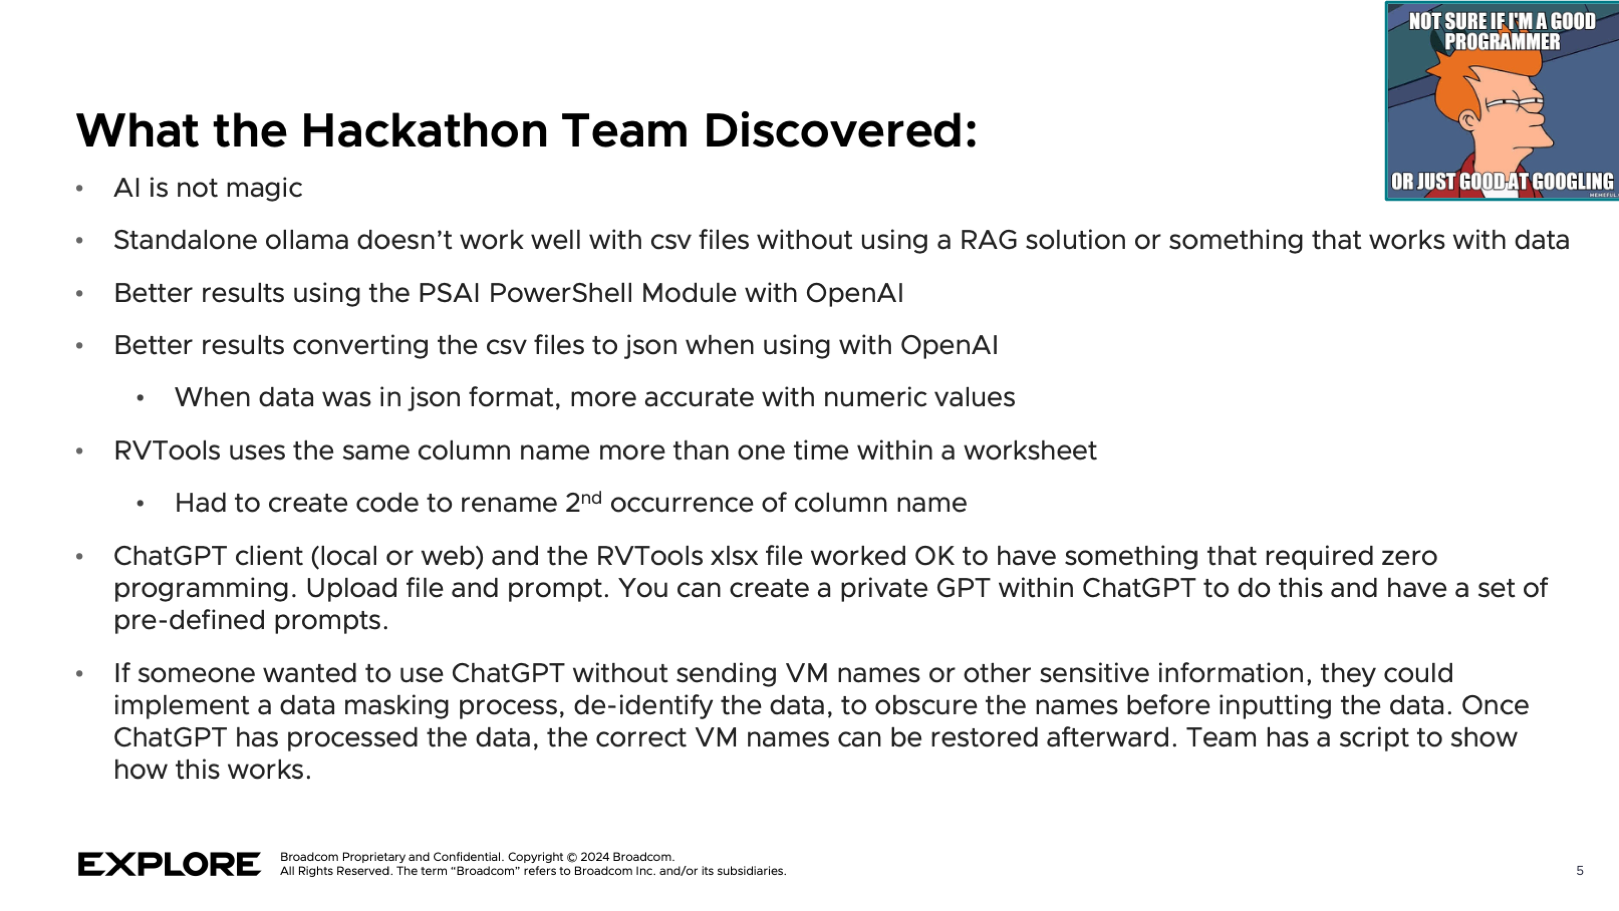 NOT SURE IF I'M A GOOD
PROGRAMMER
OR JUST GOOD AT GOOGLING
What the Hackathon Team Discovered:
• AI is not magic
• Standalone ollama doesn’t work well with csv files without using a RAG solution or something that works with data
• Better results using the PSAI PowerShell Module with OpenAI
• Better results converting the csv files to json when using with OpenAI
• When data was in json format, more accurate with numeric values
• RVTools uses the same column name more than one time within a worksheet
• Had to create code to rename 2nd occurrence of column name
• ChatGPT client (local or web) and the RVTools xlsx file worked OK to have something that required zero
programming. Upload file and prompt. You can create a private GPT within ChatGPT to do this and have a set of
pre-defined prompts.
• If someone wanted to use ChatGPT without sending VM names or other sensitive information, they could
implement a data masking process, de-identify the data, to obscure the names before inputting the data. Once
ChatGPT has processed the data, the correct VM names can be restored afterward. Team has a script to show
how this works.
EXPLORE
Broadcom Proprietary and Confidential. Copyright © 2024 Broadcom.
All Rights Reserved. The term “Broadcom” refers to Broadcom Inc. and/or its subsidiaries.
5